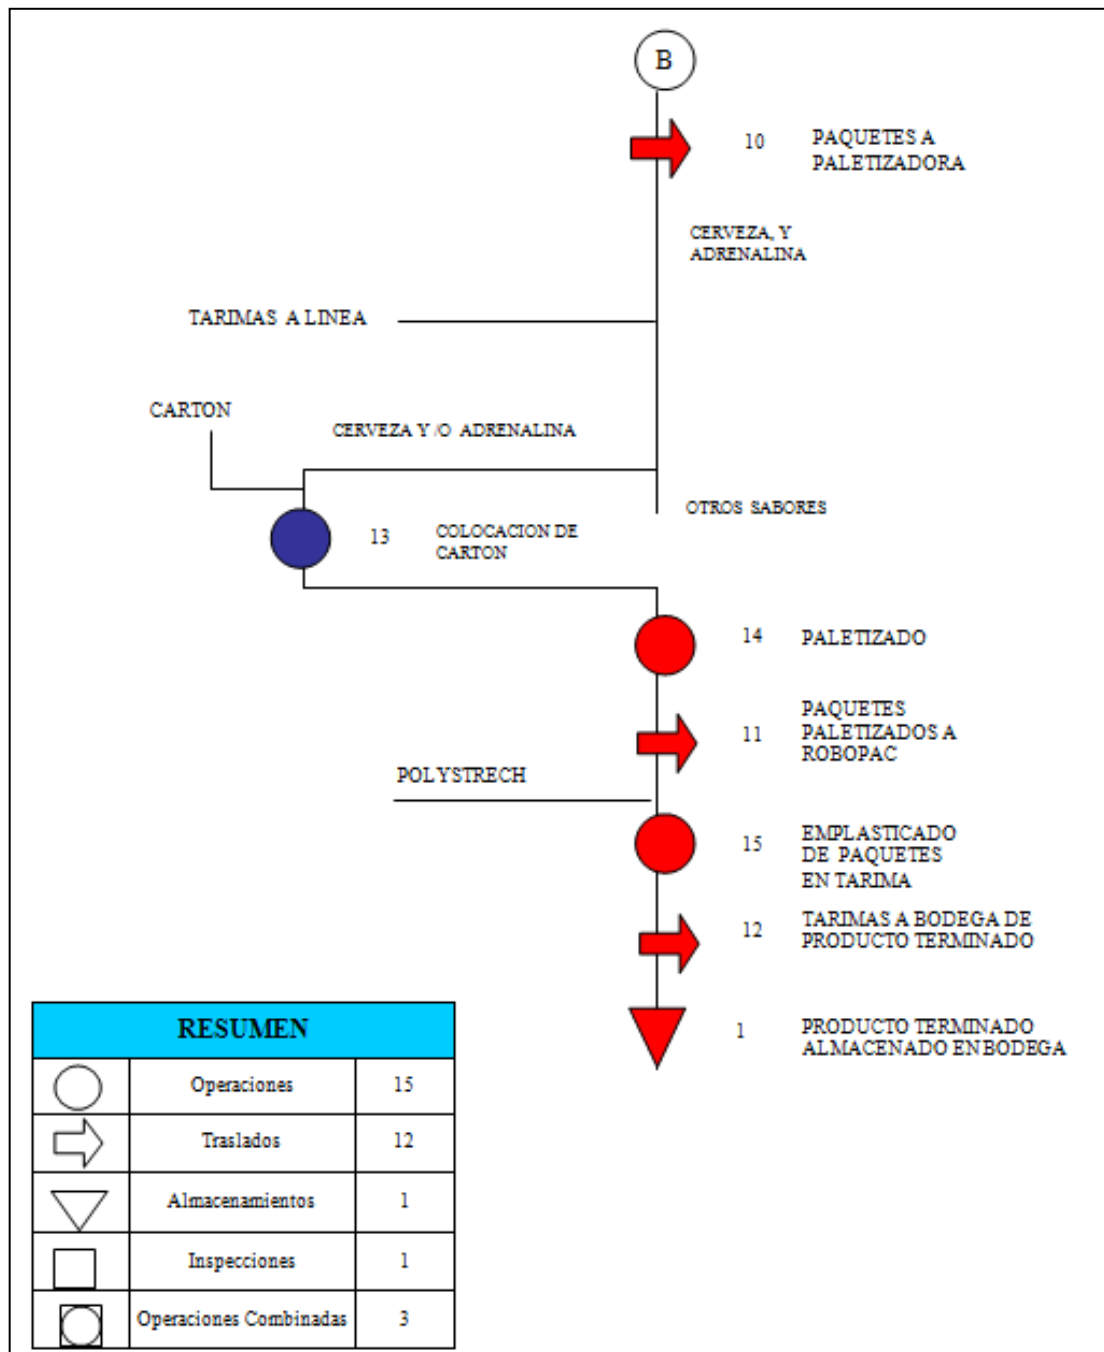 B
10 PAQUETES A
PALETIZADORA
CERVEZA, Y
ADRENALINA
TARIMAS A LINEA
CARTON
CERVEZA Y /O ADRENALINA
OTROS SABORES
13 COLOCACION DE
CARTON
14 PALETIZADO
PAQUETES
11 PALETIZADOS A
ROBOPAC
POLYSTRECH
EMPLASTICADO
15 DE PAQUETES
EN TARIMA
12 TARIMAS A BODEGA DE
PRODUCTO TERMINADO
1 PRODUCTO TERMINADO
ALMACENADO EN BODEGA
RESUMEN
Operaciones 15
Traslados 12
Almacenamientos 1
Inspecciones 1
Operaciones Combinadas 3